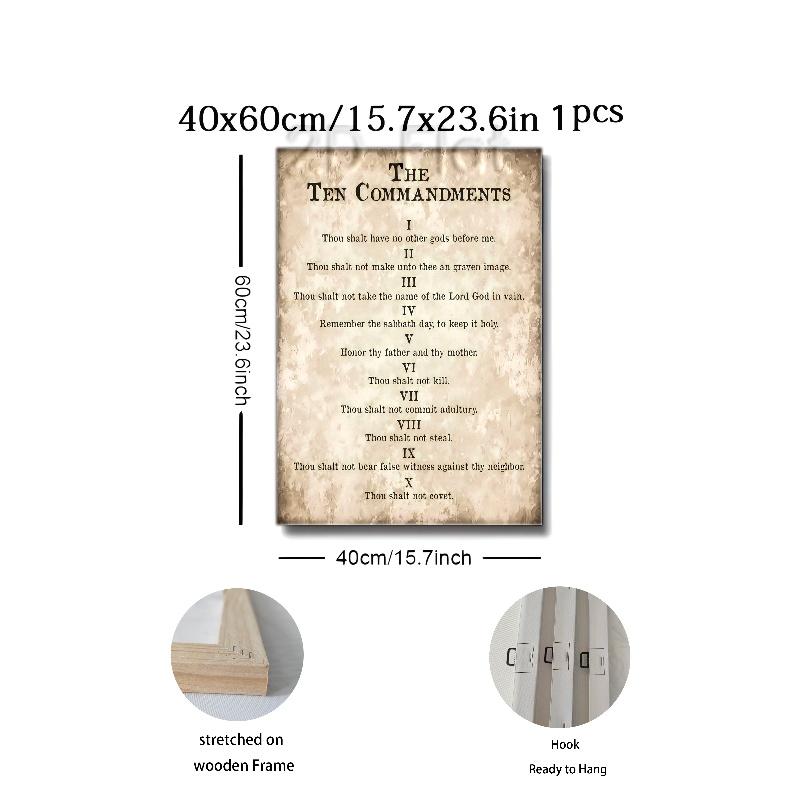 40x60cm/15.7x23.6in 1pcs
2D Flat
THE
TEN COMMANDMENTS
I
Thou shalt have no other gods before me.
II
Thou shalt not make unto thee an graven image.
III
Thou shalt not take the name of the Lord God in vain.
IV
Remember the sabbath day, to keep it holy.
V
Honor thy father and thy mother.
VI
Thou shalt not kill.
VII
Thou shalt not commit adultury.
VIII
Thou shalt not steal.
IX
Thou shalt not bear false witness against thy neighbor.
X
Thou shalt not covet.
60cm/23.6inch
40cm/15.7inch
stretched on
wooden Frame
Hook
Ready to Hang